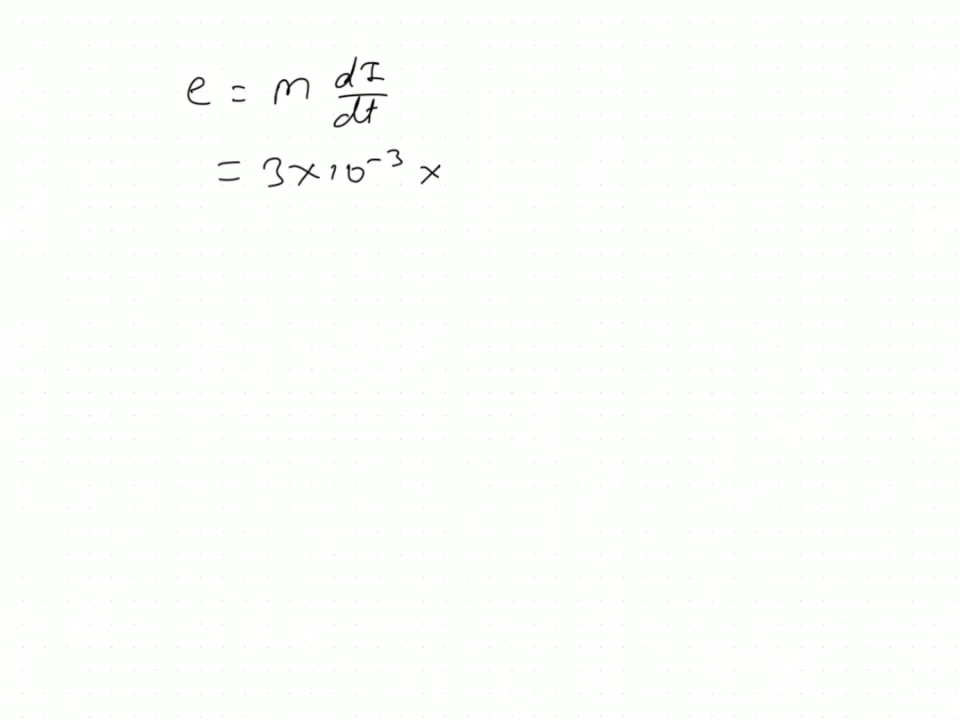 e = m dI/dt
= 3×10⁻³ ×